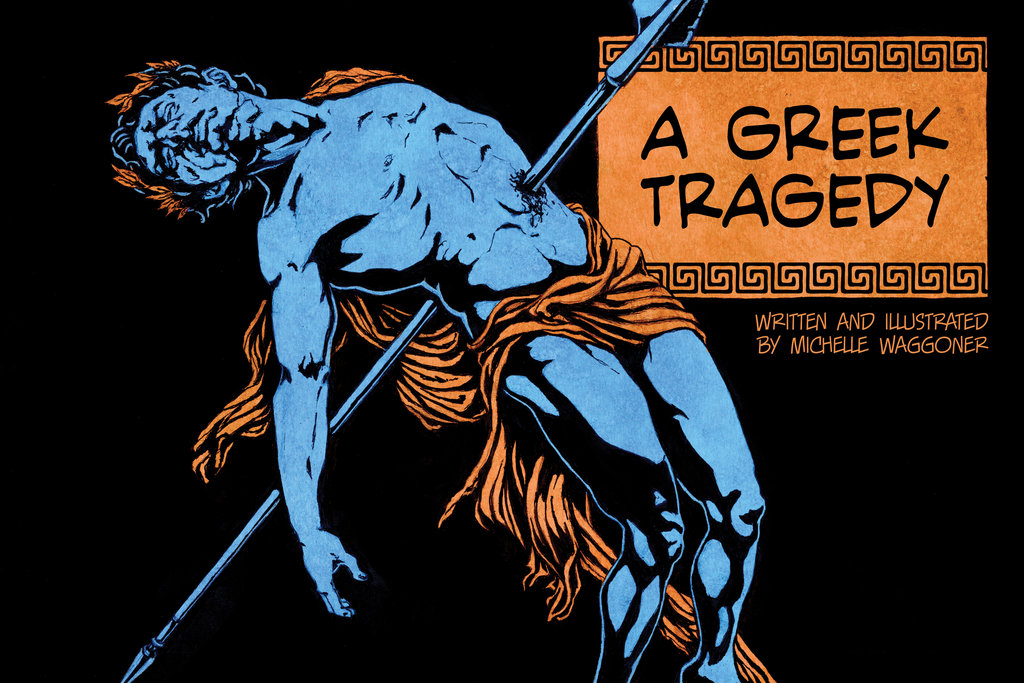 A GREEK
TRAGEDY
WRITTEN AND ILLUSTRATED
BY MICHELLE WAGGONER